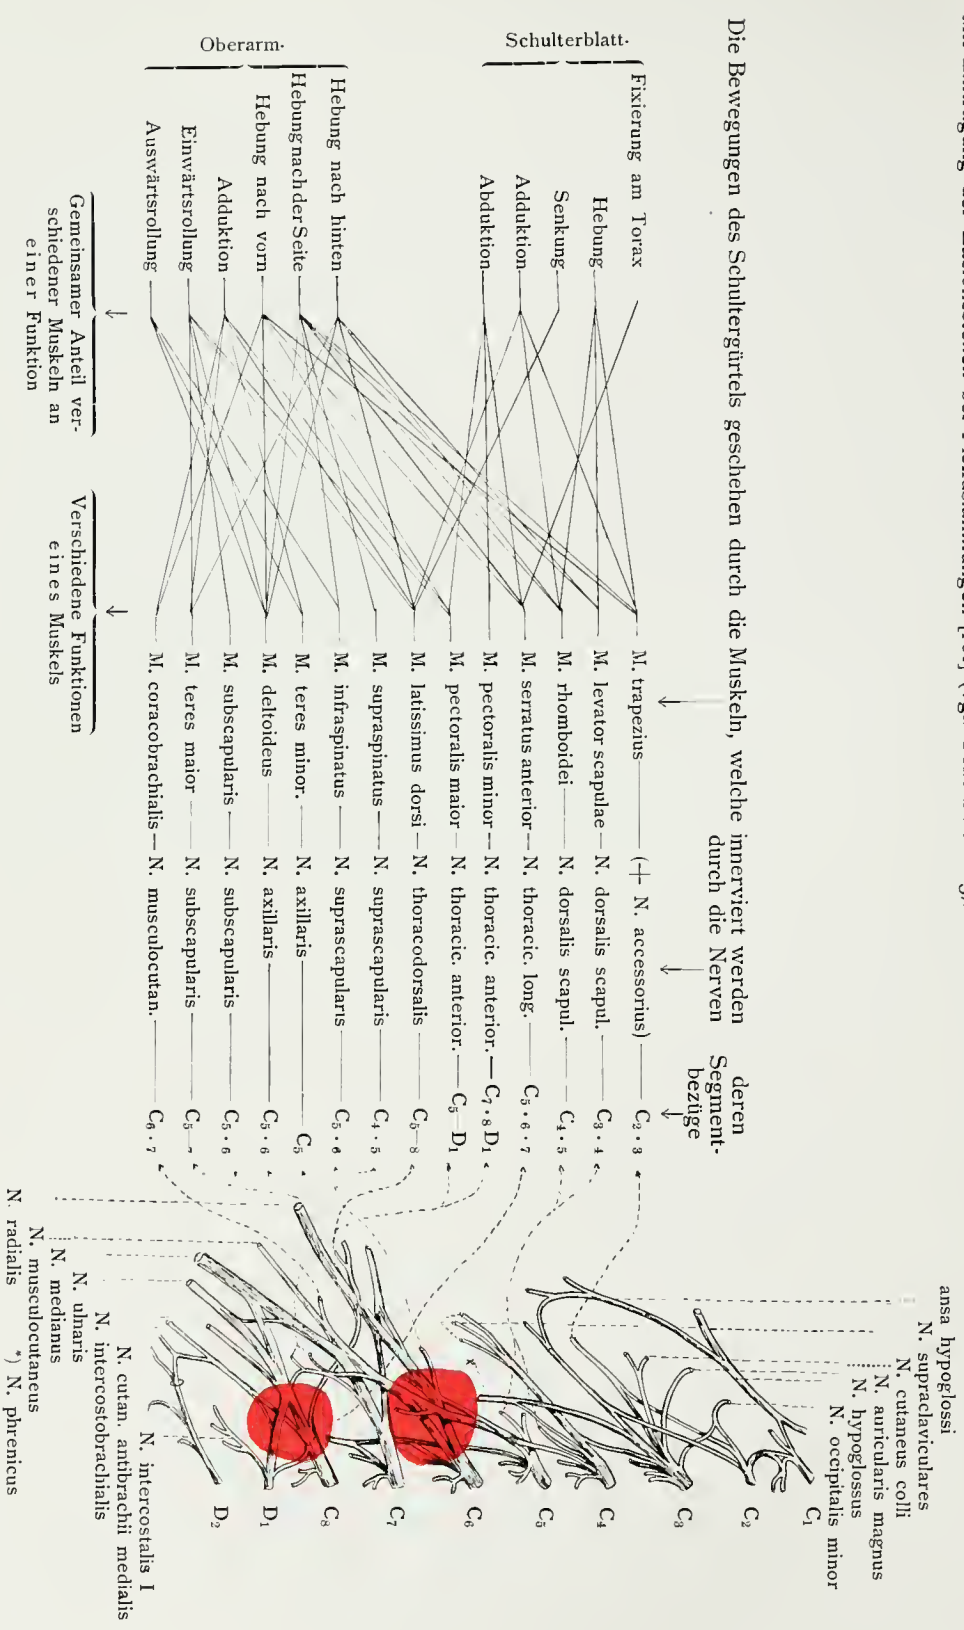 Die Bewegungen des Schultergürtels geschehen durch die Muskeln, welche innerviert werden durch die Nerven
deren Segment-
bezüge
Schulterblatt.
Fixierung am Torax
Hebung
Senkung
Adduktion
Abduktion
Oberarm.
Hebung nach hinten
Hebung nach der Seite
Hebung nach vorn
Adduktion
Einwärtsrollung
Auswärtsrollung
Gemeinsamer Anteil ver-
schiedener Muskeln an
einer Funktion
Verschiedene Funktionen
eines Muskels
M. trapezius — (+ N. accessorius) — C2·3
M. levator scapulae — N. dorsalis scapul. — C3·4
M. rhomboidei — N. dorsalis scapul. — C4·5
M. serratus anterior — N. thoracic. long. — C5·6·7
M. pectoralis minor — N. thoracic. anterior. — C7·8 D1
M. pectoralis maior — N. thoracic. anterior. — C5—D1
M. latissimus dorsi — N. thoracodorsalis — C5—8
M. supraspinatus — N. suprascapularis — C4·5
M. infraspinatus — N. suprascapularis — C5·6
M. teres minor. — N. axillaris — C5
M. deltoideus — N. axillaris — C5·6
M. subscapularis — N. subscapularis — C5·6
M. teres maior — N. subscapularis — C5—7
M. coracobrachialis — N. musculocutan. — C6·7
ansa hypoglossi
N. supraclaviculares
N. cutaneus colli
N. auricularis magnus
N. hypoglossus
N. occipitalis minor
C1
C2
C3
C4
C5
C6
C7
C8
D1
D2
N. intercostalis I
N. cutan. antibrachii medialis
N. intercostobrachialis
N. ulnaris
N. medianus
N. musculocutaneus
N. radialis
*) N. phrenicus